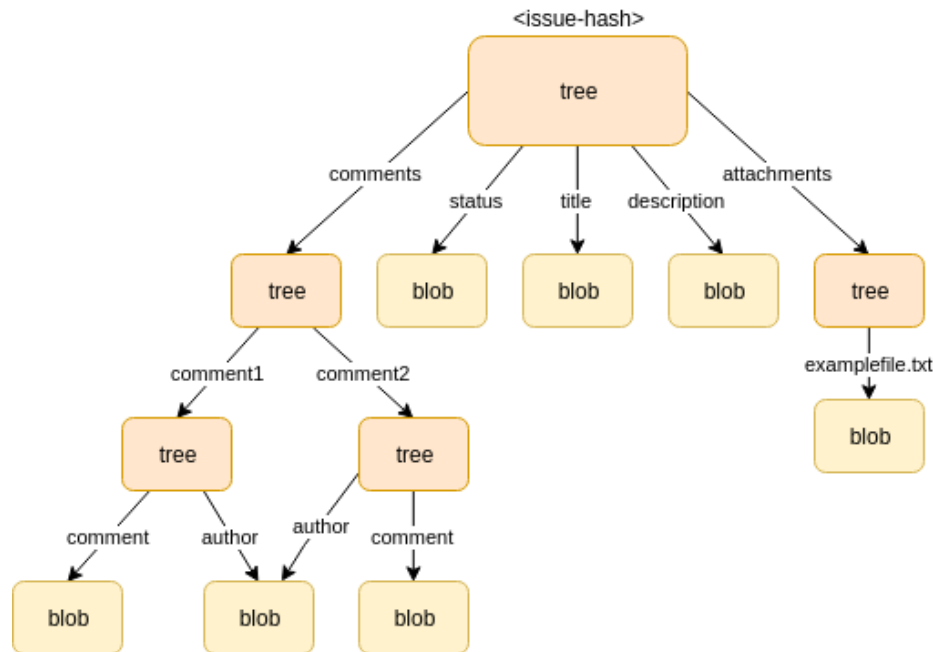 <issue-hash>
tree
comments
attachments
status
title
description
tree
blob
blob
blob
tree
comment1
comment2
examplefile.txt
tree
tree
blob
comment
author
author
comment
blob
blob
blob